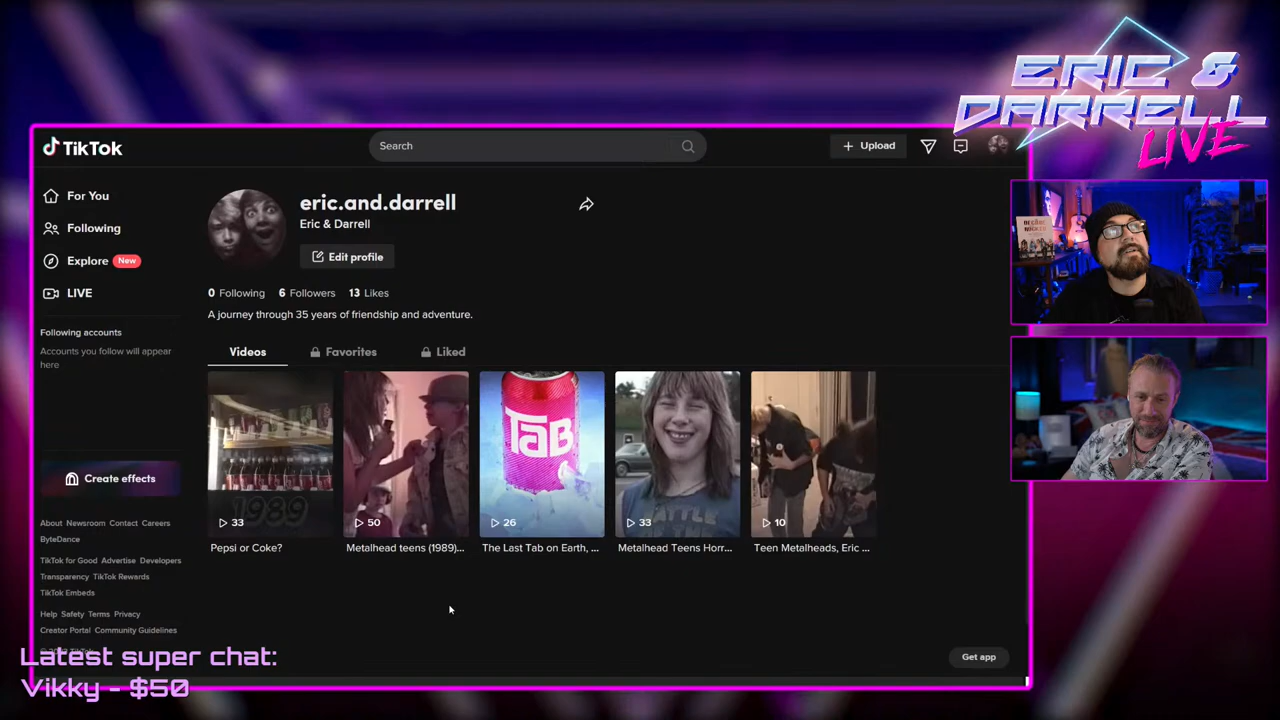 ERIC &
DARRELL
LIVE
TikTok
Search
+ Upload
For You
Following
Explore New
LIVE
Following accounts
Accounts you follow will appear
here
Create effects
About Newsroom Contact Careers
ByteDance
TikTok for Good Advertise Developers
Transparency TikTok Rewards
TikTok Embeds
Help Safety Terms Privacy
Creator Portal Community Guidelines
eric.and.darrell
Eric & Darrell
Edit profile
0 Following 6 Followers 13 Likes
A journey through 35 years of friendship and adventure.
Videos Favorites Liked
1989
TaB
33 50 26 33 10
Pepsi or Coke? Metalhead teens (1989)... The Last Tab on Earth, ... Metalhead Teens Horr... Teen Metalheads, Eric ...
Get app
Latest super chat:
Vikky - $50